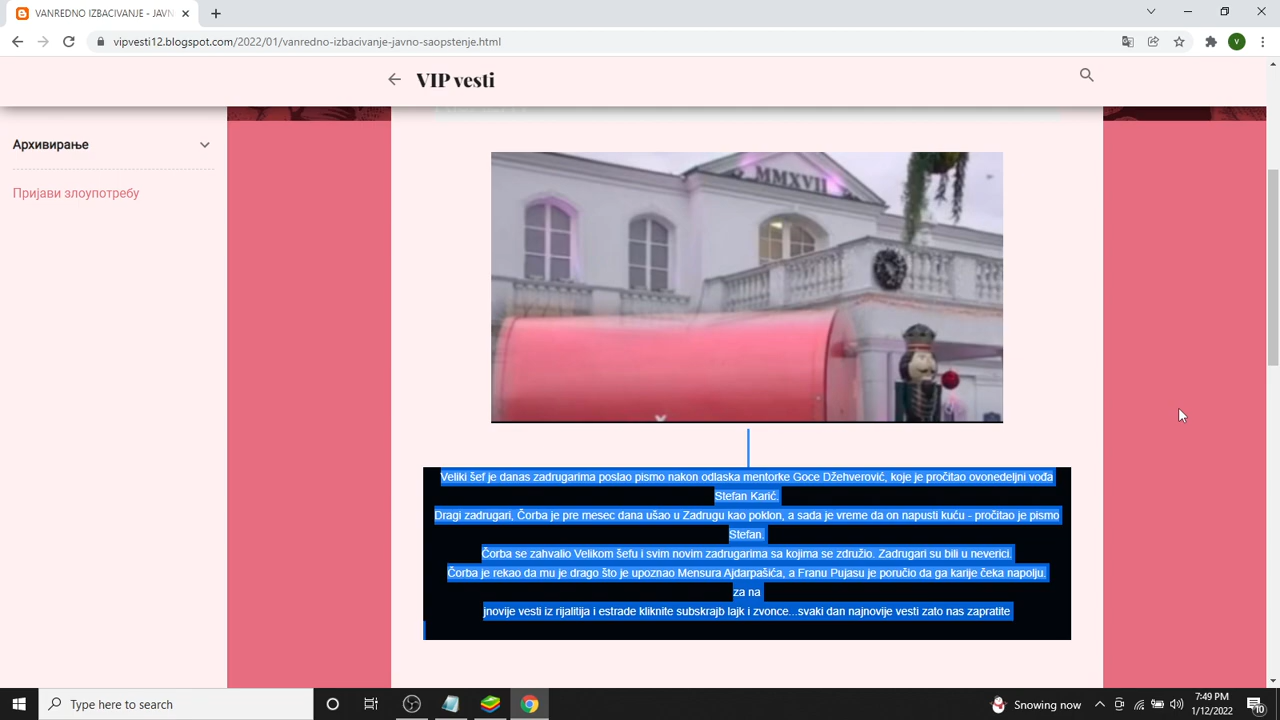 VANREDNO IZBACIVANJE - JAVN
vipvesti12.blogspot.com/2022/01/vanredno-izbacivanje-javno-saopstenje.html
V
VIP vesti
Архивирање
Пријави злоупотребу
MMXVII
Veliki šef je danas zadrugarima poslao pismo nakon odlaska mentorke Goce Džehverović, koje je pročitao ovonedeljni vođa
Stefan Karić.
Dragi zadrugari, Čorba je pre mesec dana ušao u Zadrugu kao poklon, a sada je vreme da on napusti kuću - pročitao je pismo
Stefan.
Čorba se zahvalio Velikom šefu i svim novim zadrugarima sa kojima se združio. Zadrugari su bili u neverici.
Čorba je rekao da mu je drago što je upoznao Mensura Ajdarpašića, a Franu Pujasu je poručio da ga karije čeka napolju.
za na
jnovije vesti iz rijalitija i estrade kliknite subskrajb lajk i zvonce...svaki dan najnovije vesti zato nas zapratite
Type here to search
Snowing now
7:49 PM
1/12/2022
10